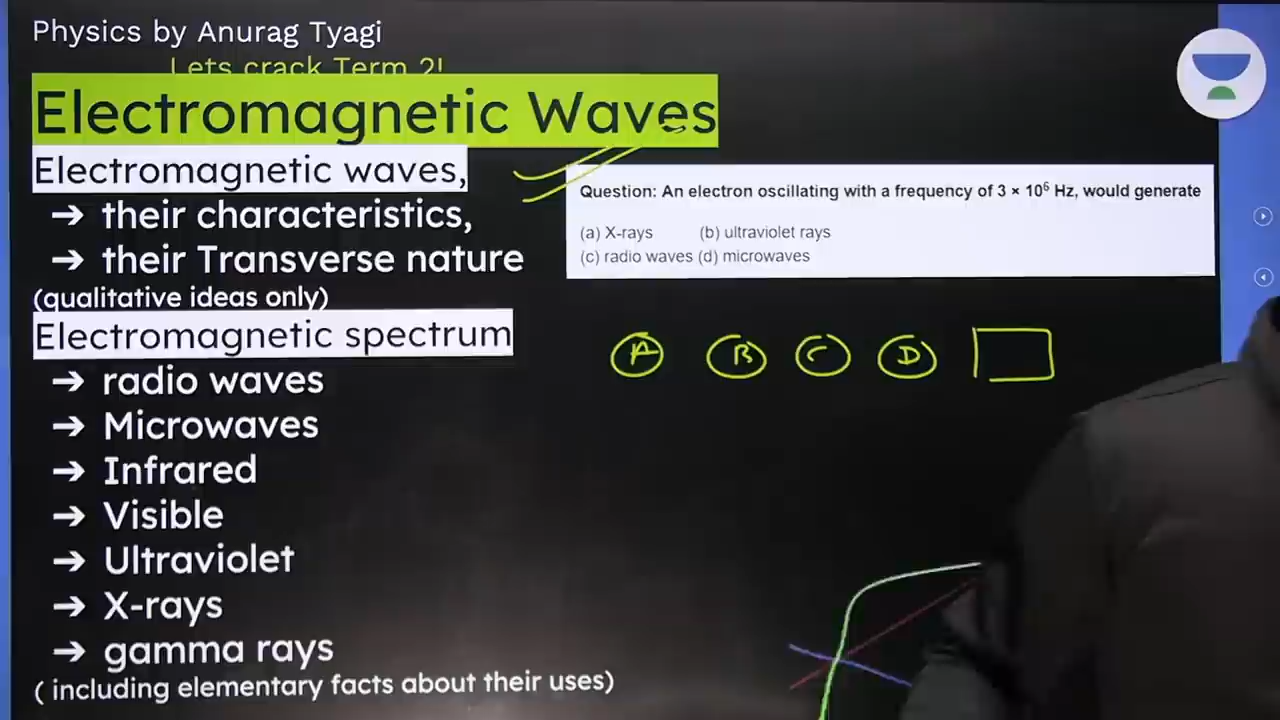 Physics by Anurag Tyagi
Lets crack Term 2!
Electromagnetic Waves
Electromagnetic waves,
→ their characteristics,
→ their Transverse nature
(qualitative ideas only)
Electromagnetic spectrum
→ radio waves
→ Microwaves
→ Infrared
→ Visible
→ Ultraviolet
→ X-rays
→ gamma rays
( including elementary facts about their uses)
Question: An electron oscillating with a frequency of 3 × 10⁶ Hz, would generate
(a) X-rays (b) ultraviolet rays
(c) radio waves (d) microwaves
A B C D